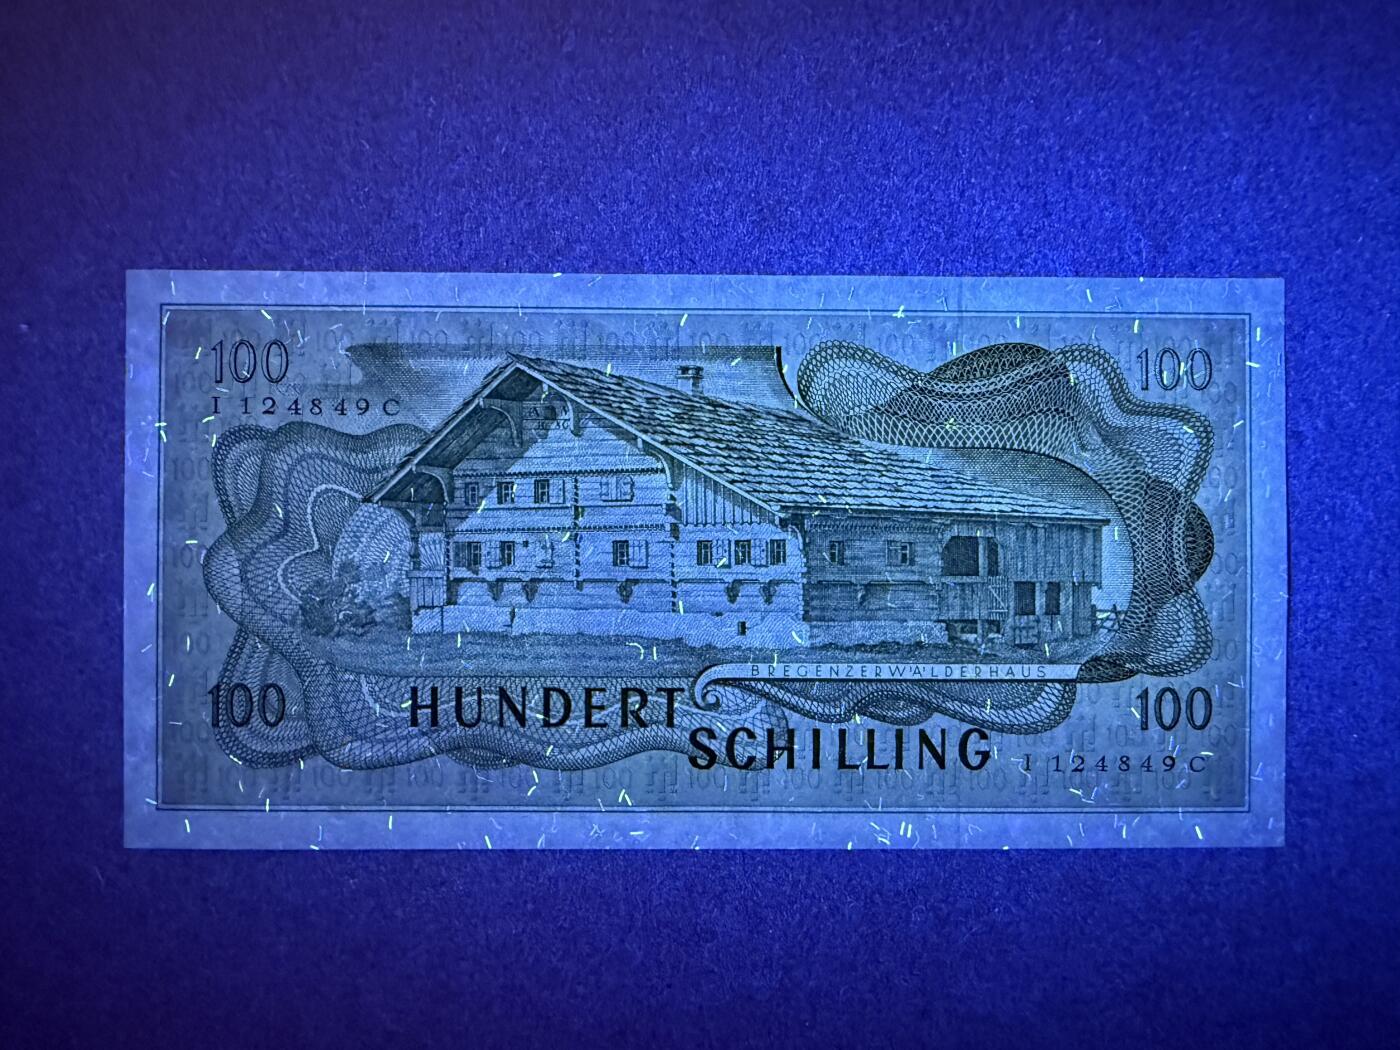 100
100
I 124849 C
BREGENZERWÄLDERHAUS
100
HUNDERT
100
SCHILLING
I 124849 C